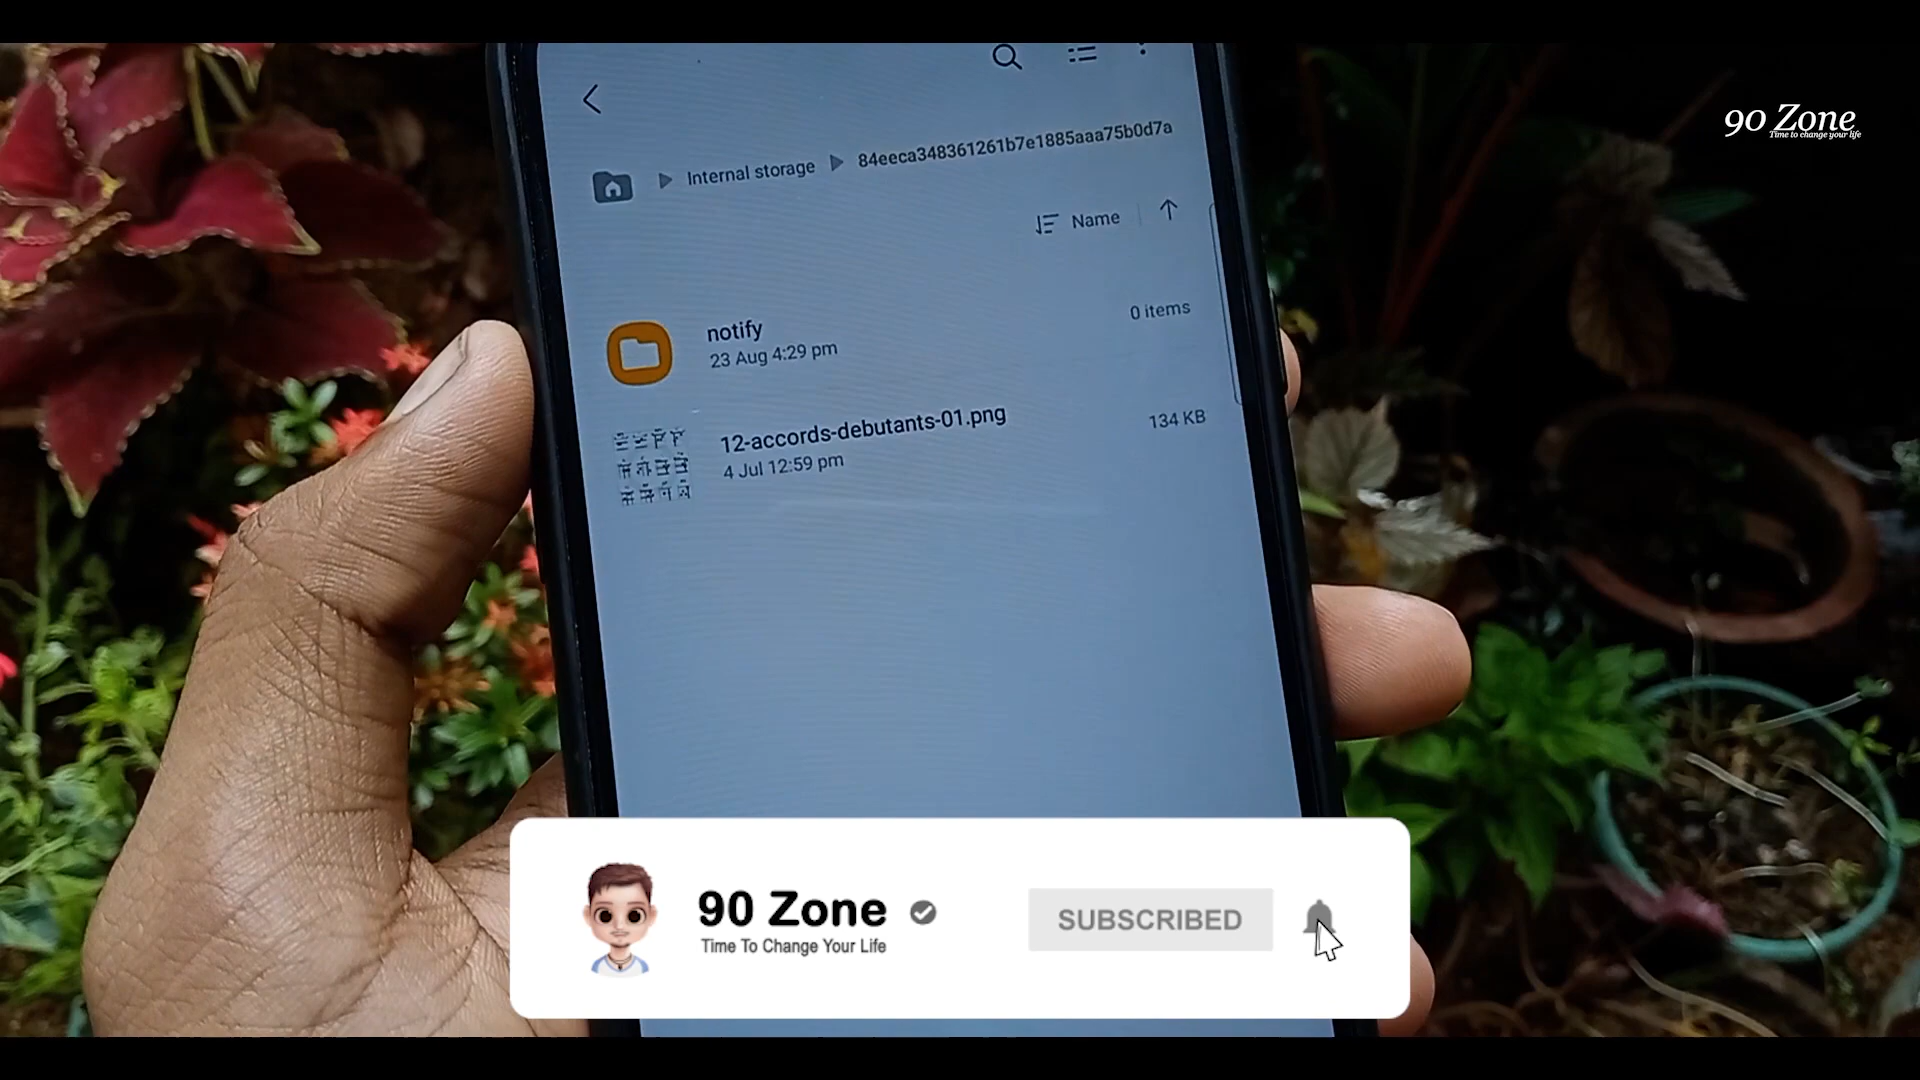 90 Zone
Time to change your life
Internal storage
84eeca348361261b7e1885aaa75b0d7a
Name
notify
0 items
23 Aug 4:29 pm
12-accords-debutants-01.png
134 KB
4 Jul 12:59 pm
90 Zone
SUBSCRIBED
Time To Change Your Life